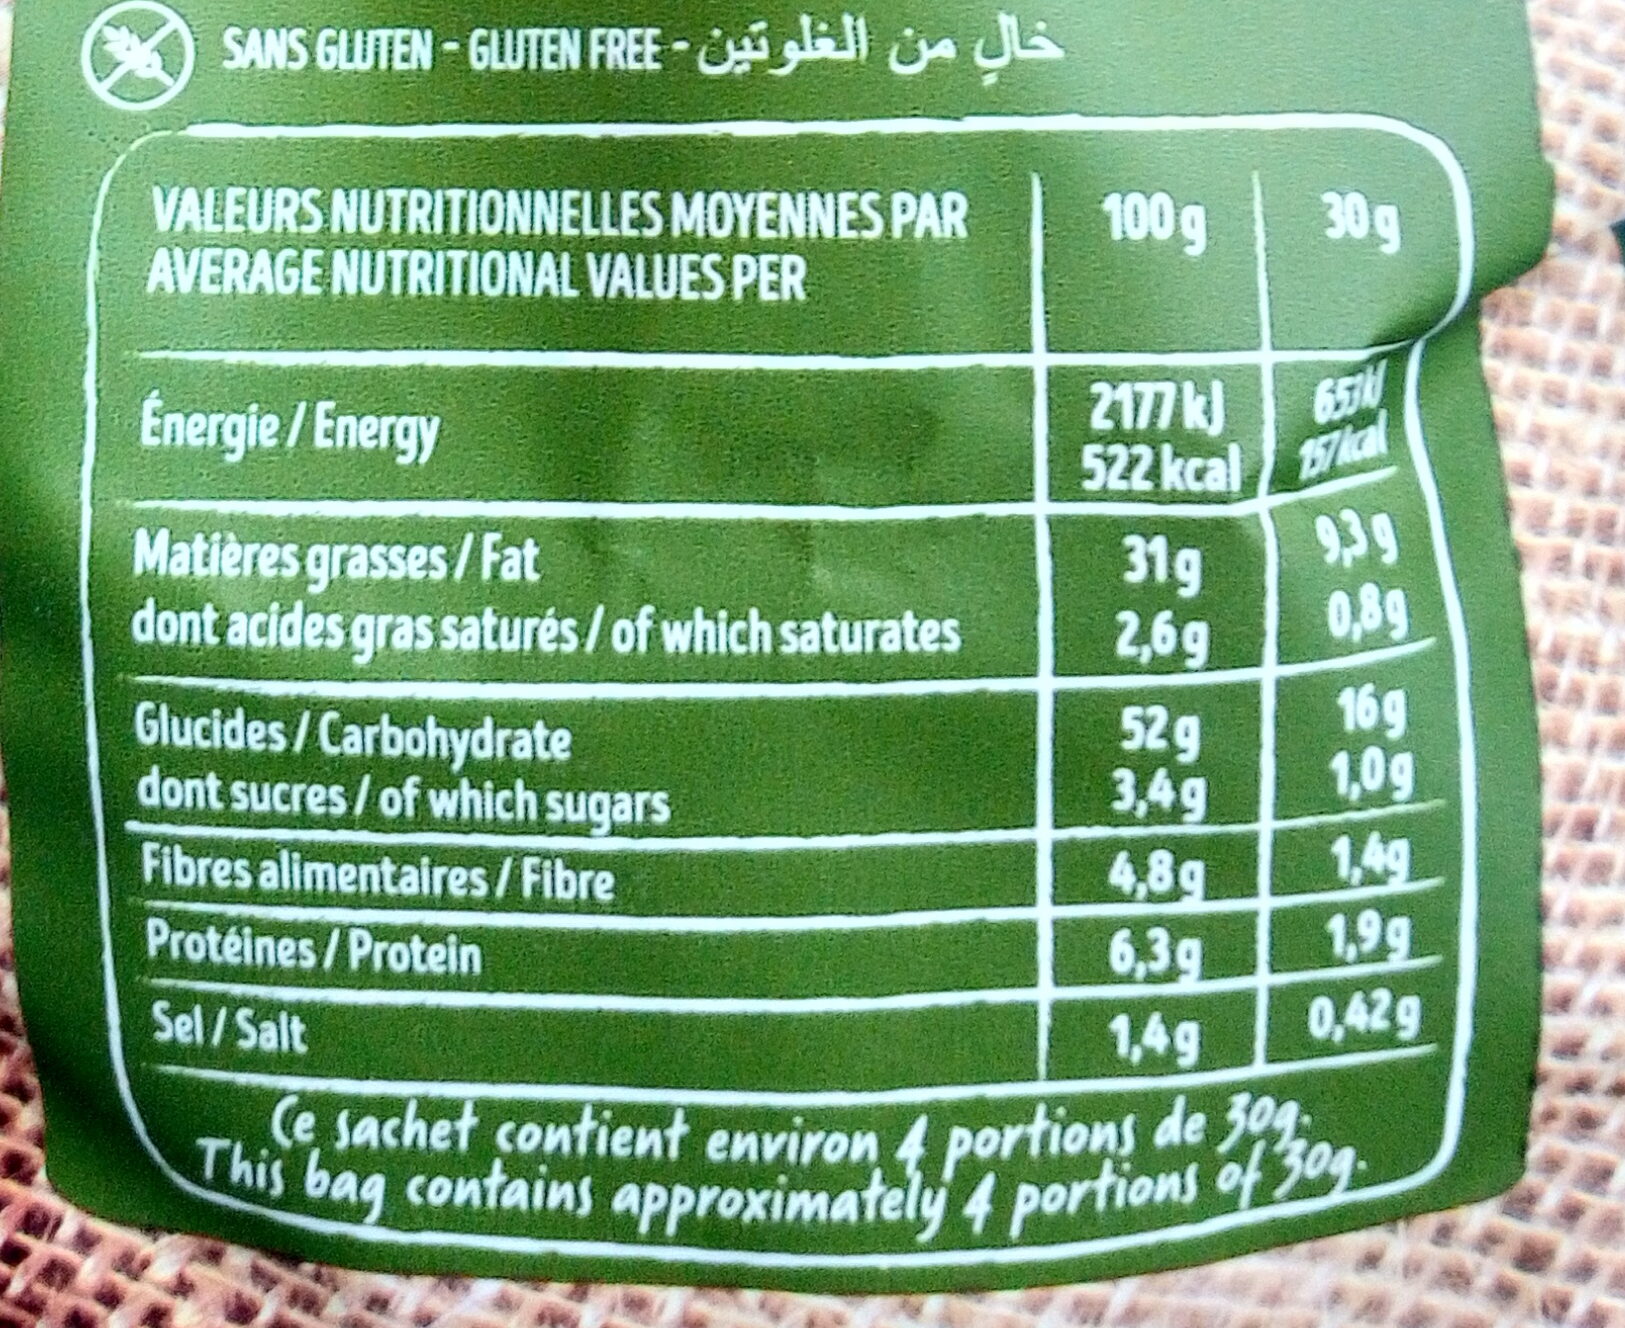 SANS GLUTEN - GLUTEN FREE - خالٍ من الغلوتين
VALEURS NUTRITIONNELLES MOYENNES PAR 100 g 30 g
AVERAGE NUTRITIONAL VALUES PER
Énergie / Energy 2177 kJ 653 kJ
522 kcal 157 kcal
Matières grasses / Fat 31 g 9,3 g
dont acides gras saturés / of which saturates 2,6 g 0,8 g
Glucides / Carbohydrate 52 g 16 g
dont sucres / of which sugars 3,4 g 1,0 g
Fibres alimentaires / Fibre 4,8 g 1,4 g
Protéines / Protein 6,3 g 1,9 g
Sel / Salt 1,4 g 0,42 g
Ce sachet contient environ 4 portions de 30g.
This bag contains approximately 4 portions of 30g.